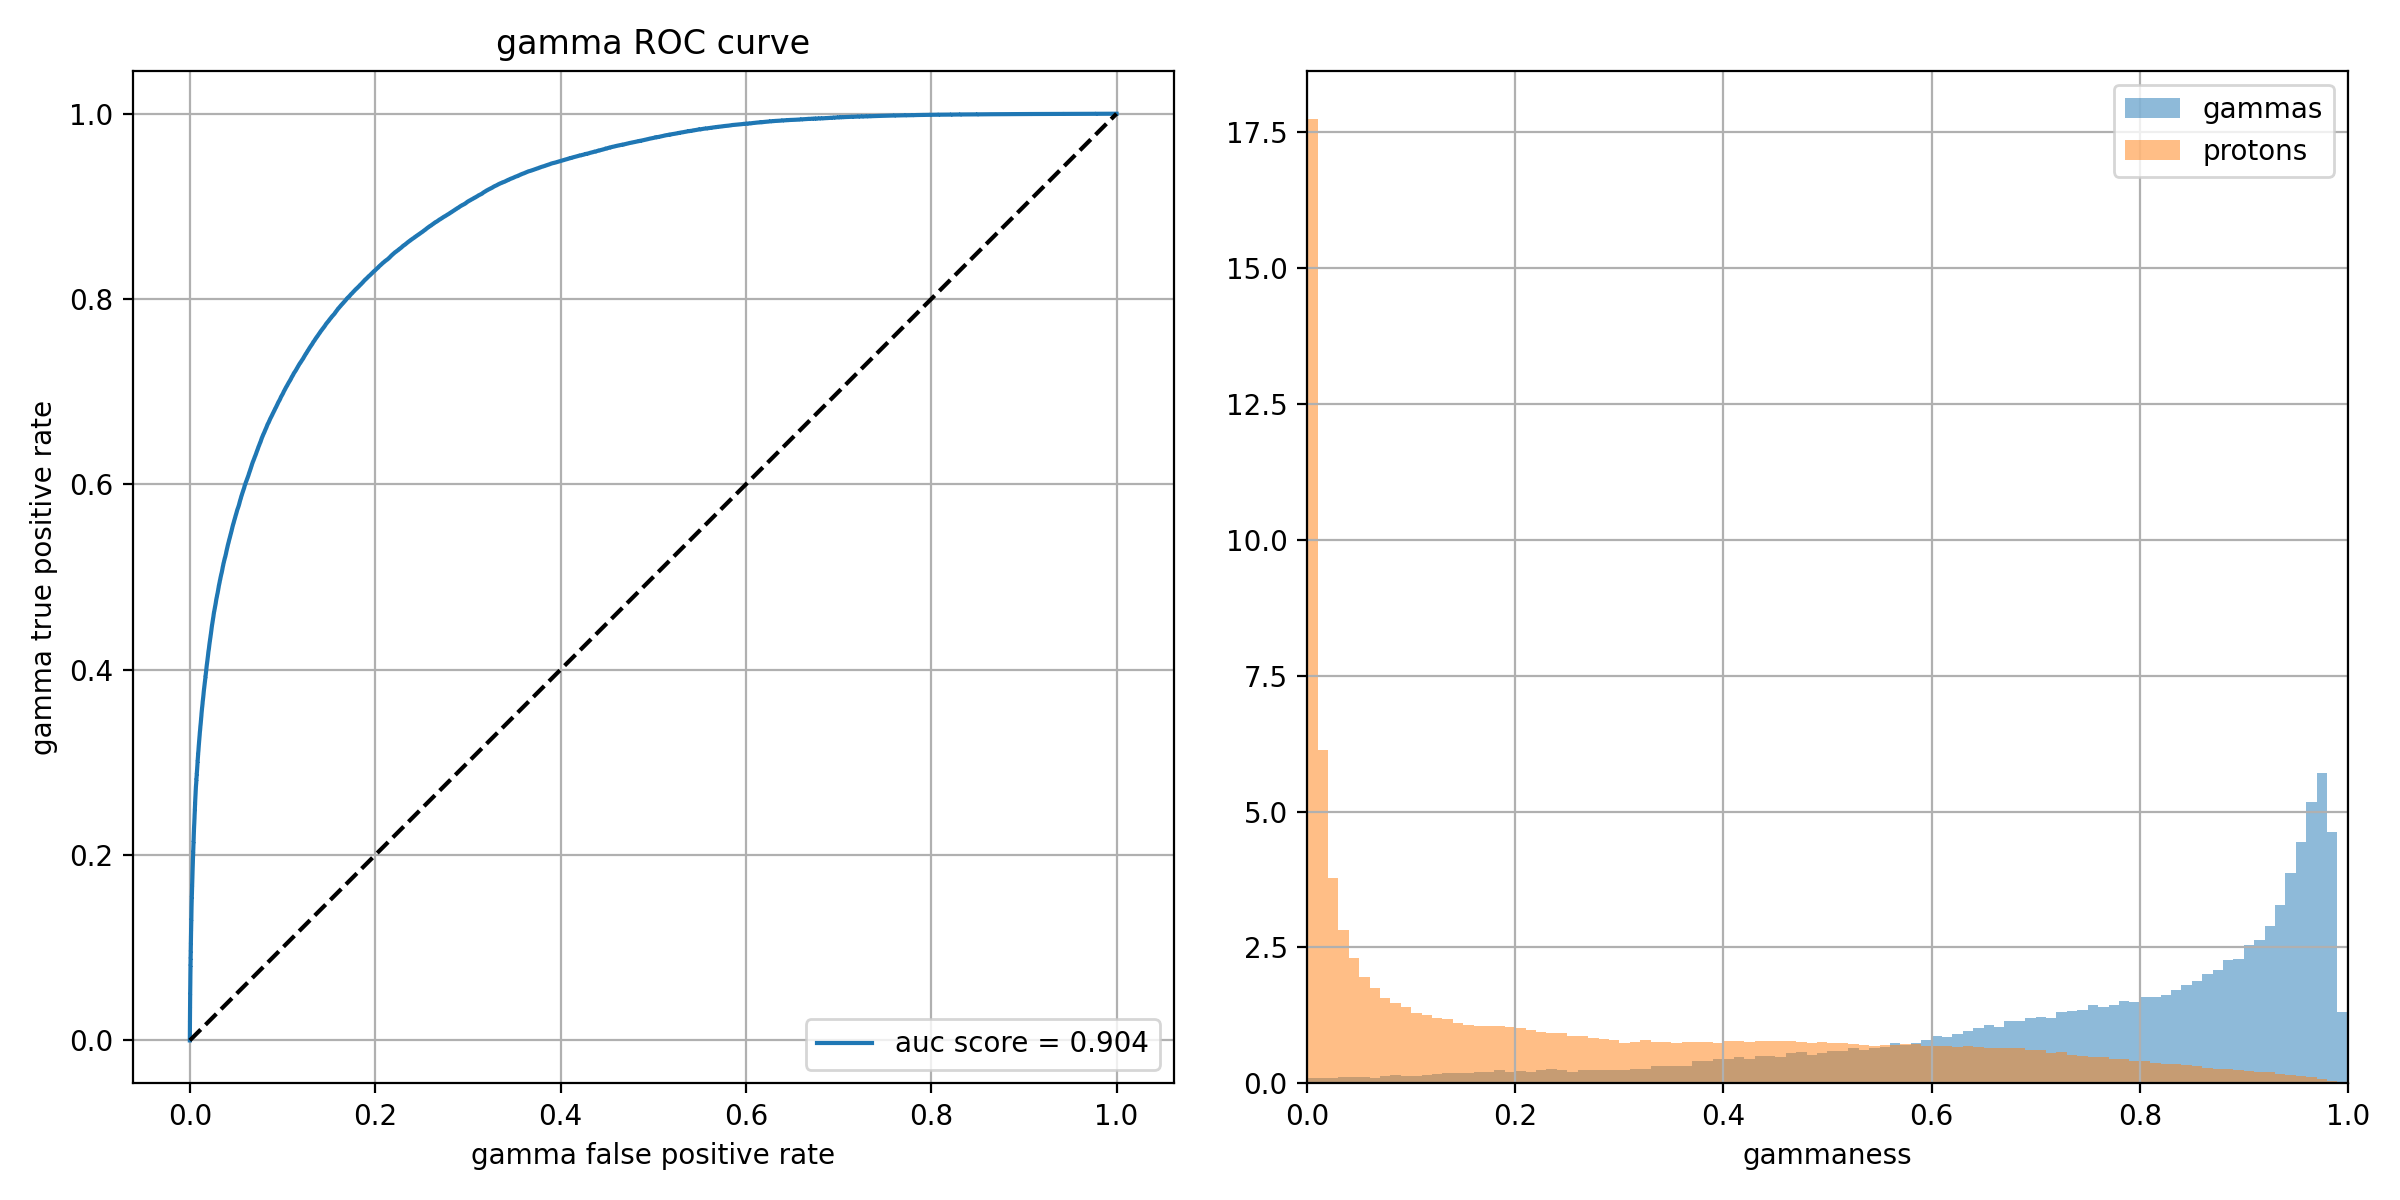 gamma ROC curve
gamma true positive rate
1.0
0.8
0.6
0.4
0.2
0.0
0.0 0.2 0.4 0.6 0.8 1.0
gamma false positive rate
auc score = 0.904
17.5
15.0
12.5
10.0
7.5
5.0
2.5
0.0
0.0 0.2 0.4 0.6 0.8 1.0
gammaness
gammas
protons